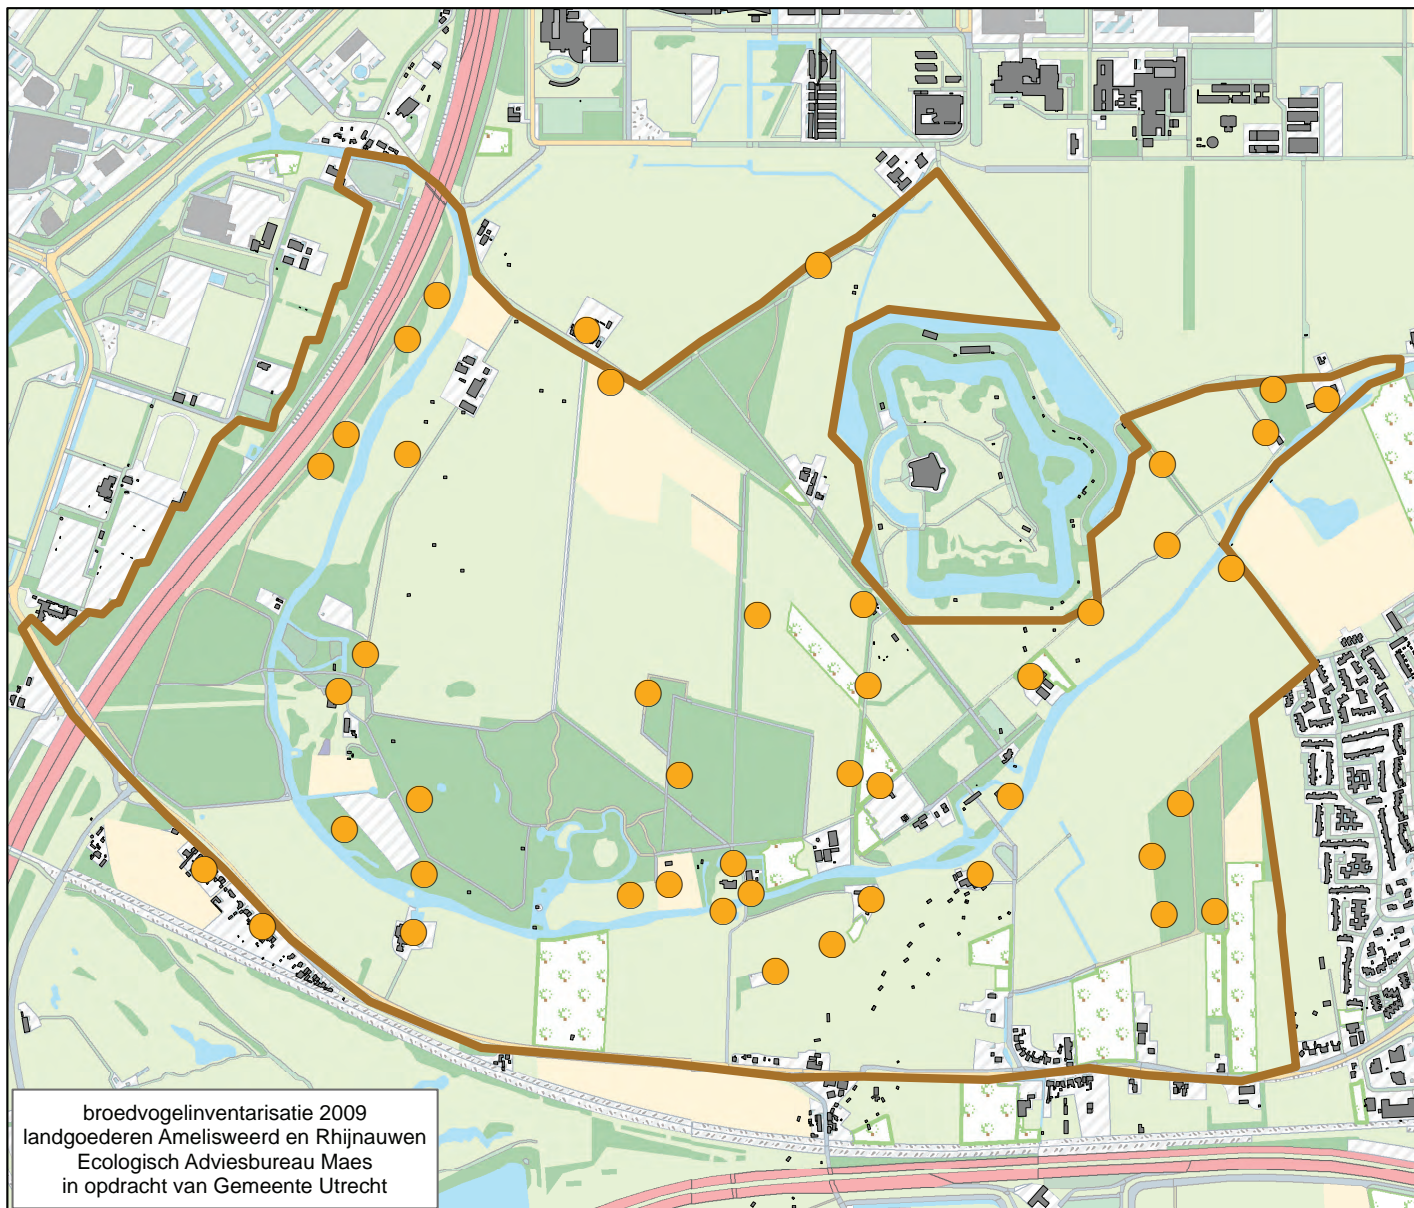 broedvogelinventarisatie 2009
landgoederen Amelisweerd en Rhijnauwen
Ecologisch Adviesbureau Maes
in opdracht van Gemeente Utrecht